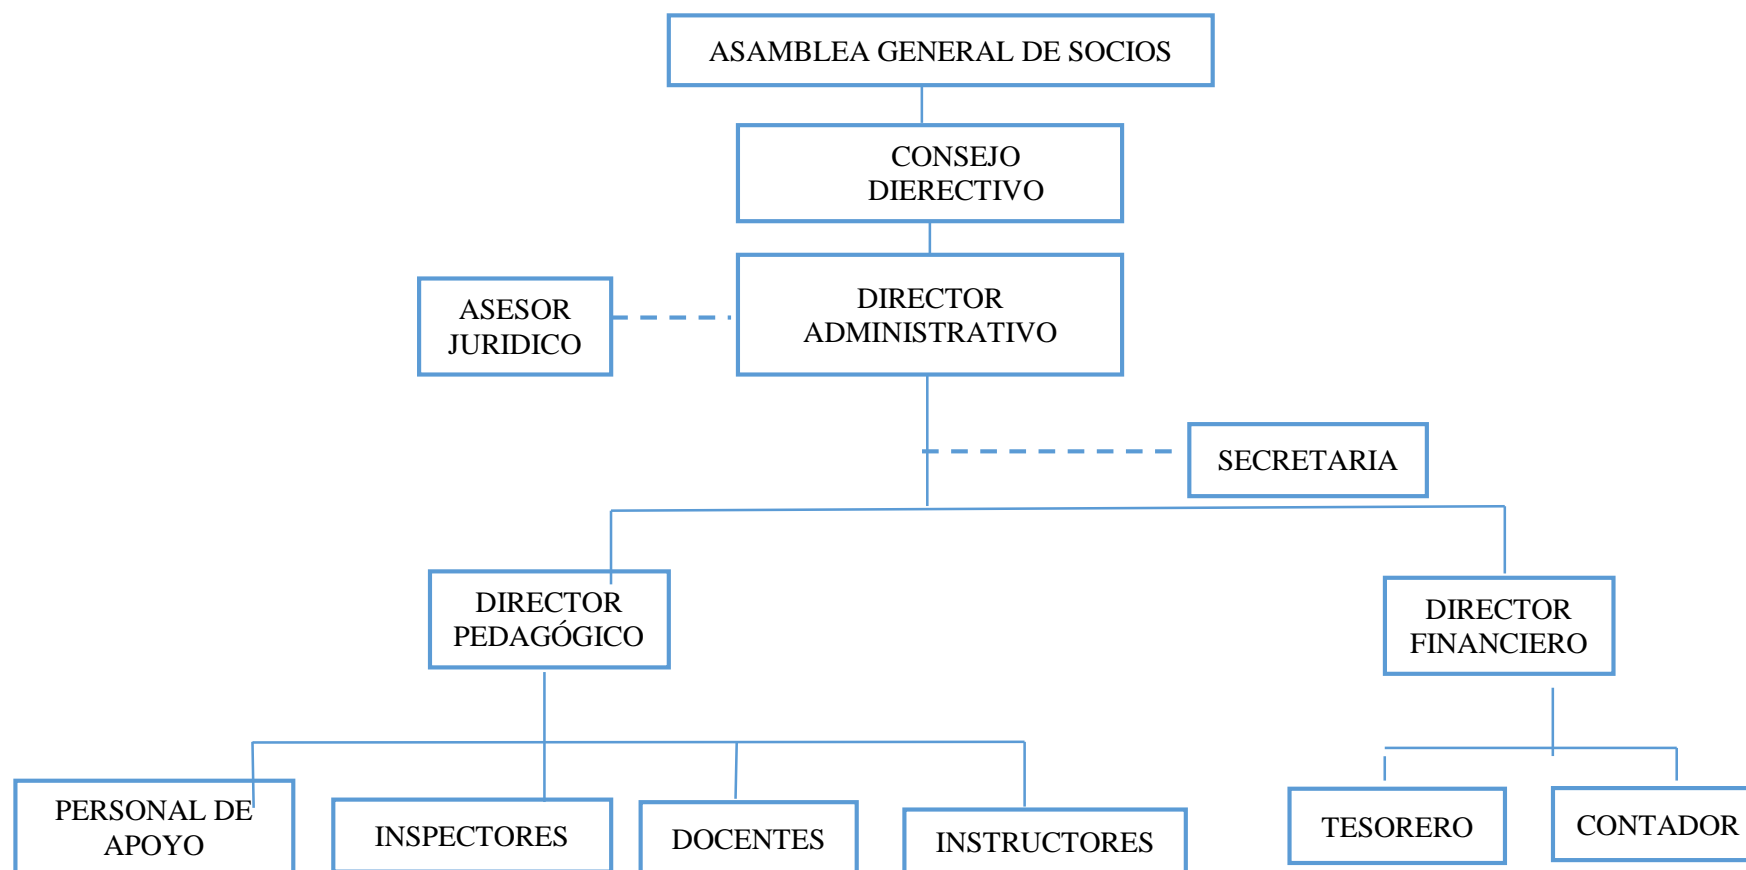 ASAMBLEA GENERAL DE SOCIOS
CONSEJO
DIERECTIVO
ASESOR
JURIDICO
DIRECTOR
ADMINISTRATIVO
SECRETARIA
DIRECTOR
PEDAGÓGICO
DIRECTOR
FINANCIERO
PERSONAL DE
APOYO
INSPECTORES
DOCENTES
INSTRUCTORES
TESORERO
CONTADOR